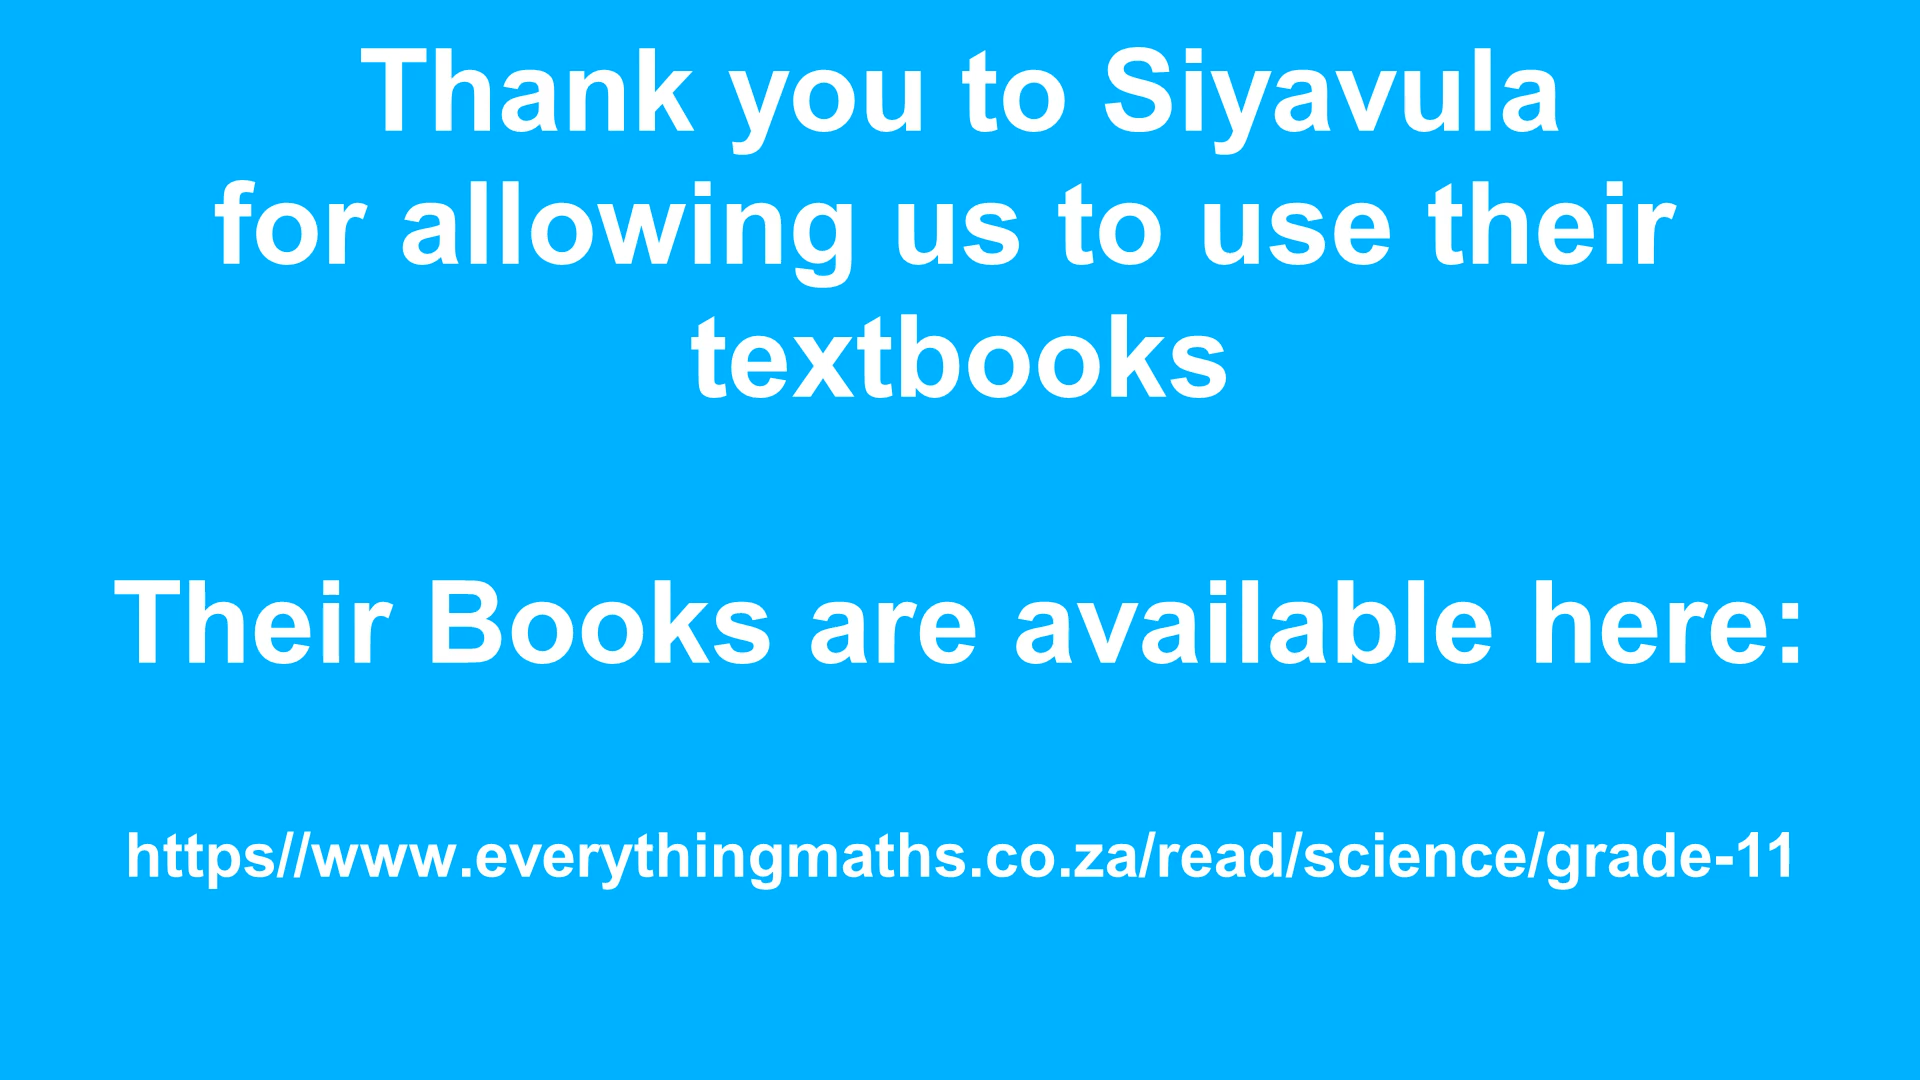 Thank you to Siyavula
for allowing us to use their
textbooks
Their Books are available here:
https//www.everythingmaths.co.za/read/science/grade-11